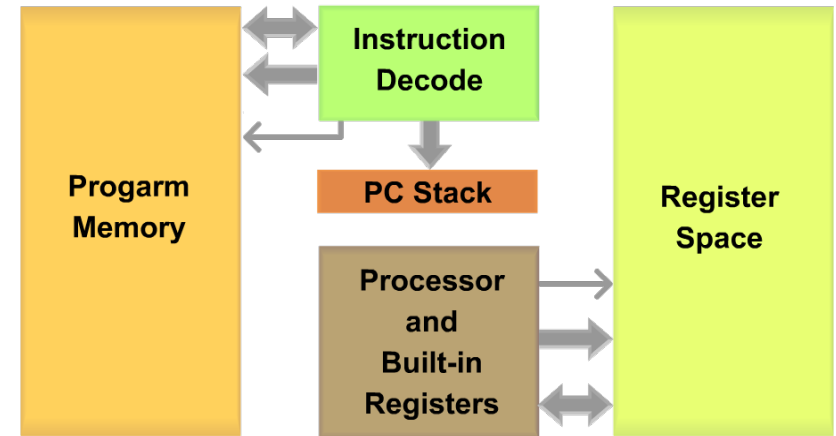 Instruction
Decode
Progarm
Memory
PC Stack
Register
Space
Processor
and
Built-in
Registers